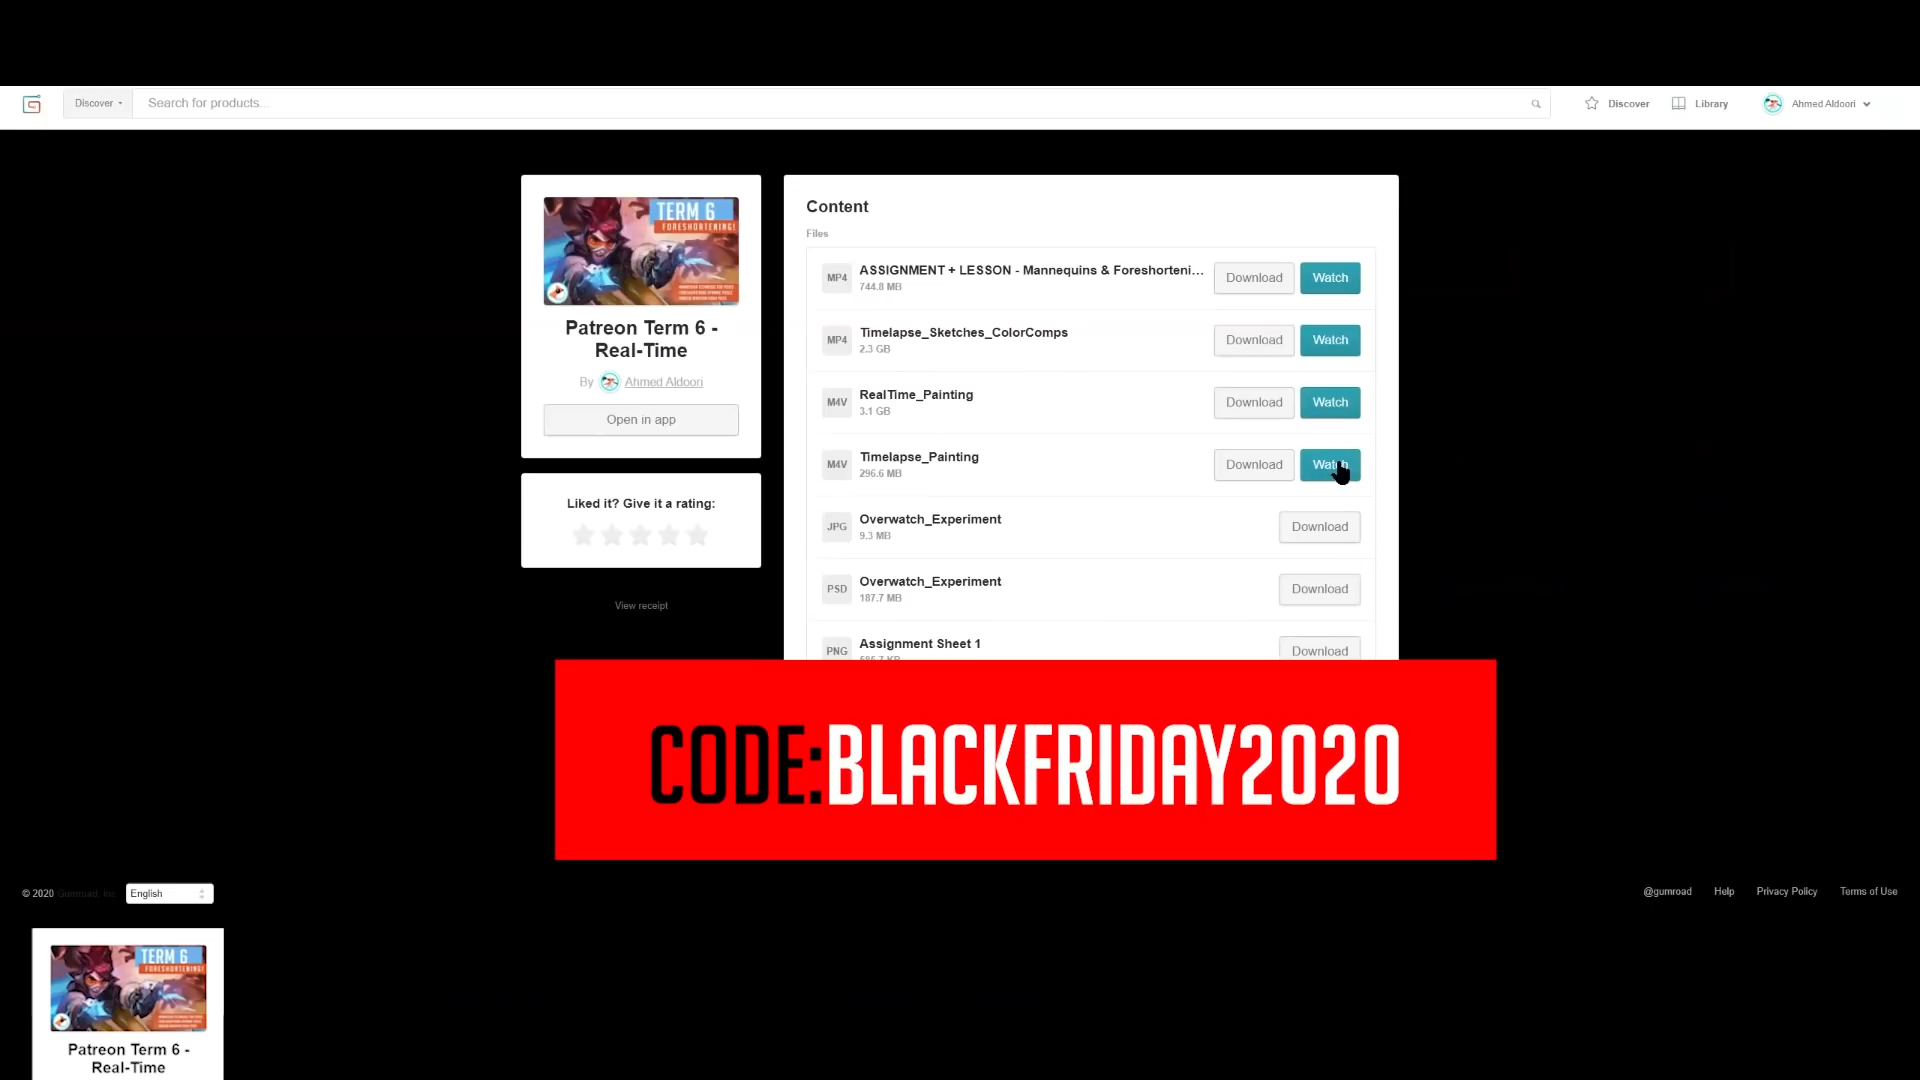 Discover
Search for products...
Discover
Library
Ahmed Aldoori
TERM 6
FORESHORTENING!
Patreon Term 6 -
Real-Time
By Ahmed Aldoori
Open in app
Liked it? Give it a rating:
View receipt
Content
Files
MP4
ASSIGNMENT + LESSON - Mannequins & Foreshorteni...
744.8 MB
Download
Watch
MP4
Timelapse_Sketches_ColorComps
2.3 GB
Download
Watch
M4V
RealTime_Painting
3.1 GB
Download
Watch
M4V
Timelapse_Painting
296.6 MB
Download
Watch
JPG
Overwatch_Experiment
9.3 MB
Download
PSD
Overwatch_Experiment
187.7 MB
Download
PNG
Assignment Sheet 1
Download
CODE:BLACKFRIDAY2020
© 2020 Gumroad, Inc.
English
@gumroad
Help
Privacy Policy
Terms of Use
TERM 6
FORESHORTENING!
Patreon Term 6 -
Real-Time